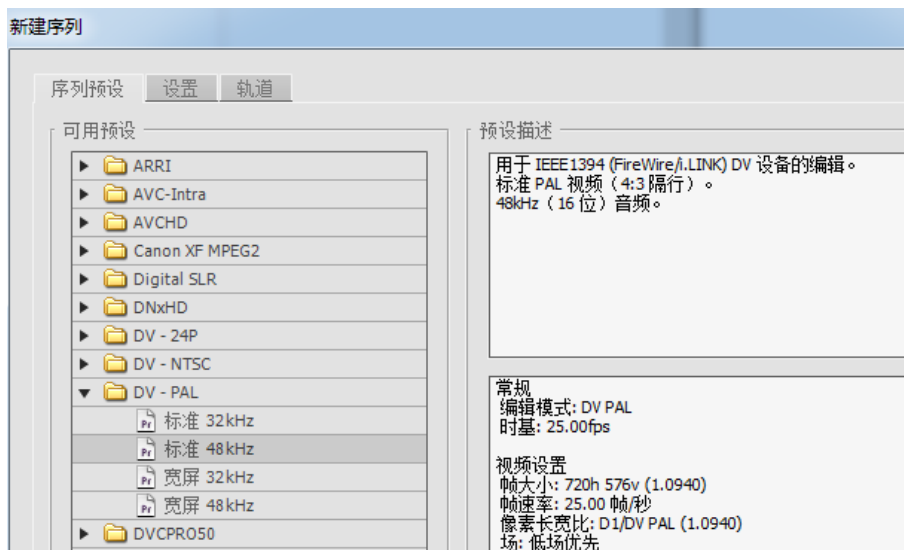 新建序列
序列预设 设置 轨道
可用预设
ARRI
AVC-Intra
AVCHD
Canon XF MPEG2
Digital SLR
DNxHD
DV - 24P
DV - NTSC
DV - PAL
标准 32kHz
标准 48kHz
宽屏 32kHz
宽屏 48kHz
DVCPRO50
预设描述
用于 IEEE1394 (FireWire/i.LINK) DV 设备的编辑。
标准 PAL 视频（4:3 隔行）。
48kHz（16 位）音频。
常规
编辑模式: DV PAL
时基: 25.00fps
视频设置
帧大小: 720h 576v (1.0940)
帧速率: 25.00 帧/秒
像素长宽比: D1/DV PAL (1.0940)
场: 低场优先